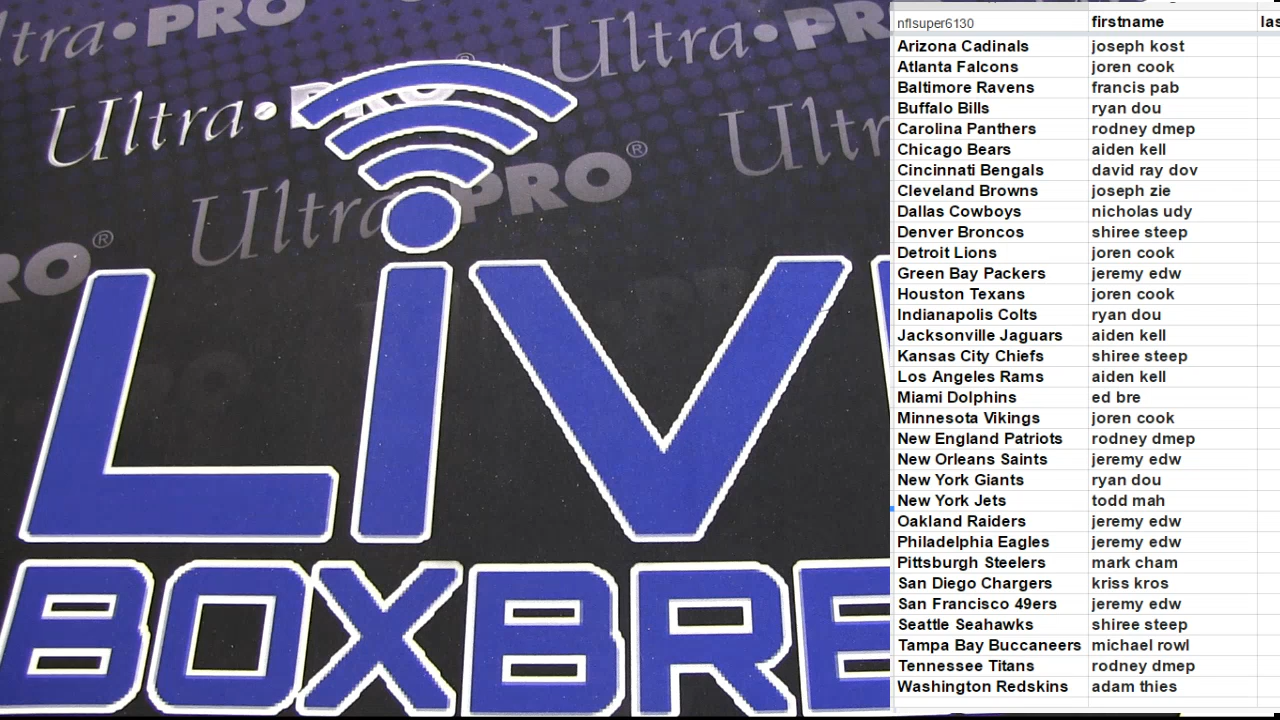 Ultra•PRO
Ultra•PR
Ultra•PRO®
Ultra
Ultra PRO®
RO®
LIV
BOXBRE
nflsuper6130 firstname las
Arizona Cadinals joseph kost
Atlanta Falcons joren cook
Baltimore Ravens francis pab
Buffalo Bills ryan dou
Carolina Panthers rodney dmep
Chicago Bears aiden kell
Cincinnati Bengals david ray dov
Cleveland Browns joseph zie
Dallas Cowboys nicholas udy
Denver Broncos shiree steep
Detroit Lions joren cook
Green Bay Packers jeremy edw
Houston Texans joren cook
Indianapolis Colts ryan dou
Jacksonville Jaguars aiden kell
Kansas City Chiefs shiree steep
Los Angeles Rams aiden kell
Miami Dolphins ed bre
Minnesota Vikings joren cook
New England Patriots rodney dmep
New Orleans Saints jeremy edw
New York Giants ryan dou
New York Jets todd mah
Oakland Raiders jeremy edw
Philadelphia Eagles jeremy edw
Pittsburgh Steelers mark cham
San Diego Chargers kriss kros
San Francisco 49ers jeremy edw
Seattle Seahawks shiree steep
Tampa Bay Buccaneers michael rowl
Tennessee Titans rodney dmep
Washington Redskins adam thies